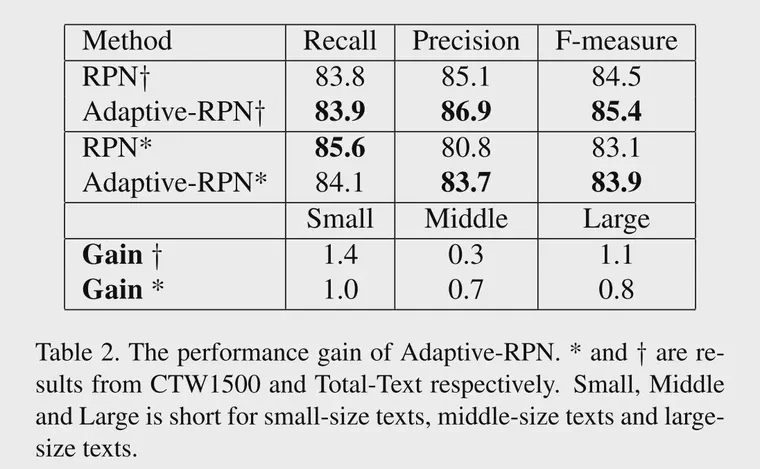 Method Recall Precision F-measure
RPN† 83.8 85.1 84.5
Adaptive-RPN† 83.9 86.9 85.4
RPN* 85.6 80.8 83.1
Adaptive-RPN* 84.1 83.7 83.9
Small Middle Large
Gain † 1.4 0.3 1.1
Gain * 1.0 0.7 0.8
Table 2. The performance gain of Adaptive-RPN. * and † are re-
sults from CTW1500 and Total-Text respectively. Small, Middle
and Large is short for small-size texts, middle-size texts and large-
size texts.